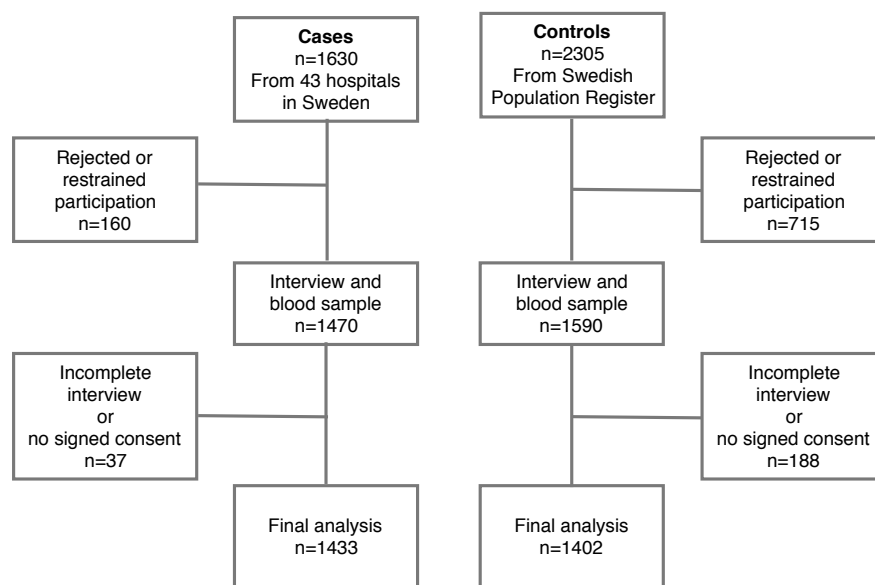 Cases
n=1630
From 43 hospitals
in Sweden
Controls
n=2305
From Swedish
Population Register
Rejected or
restrained
participation
n=160
Rejected or
restrained
participation
n=715
Interview and
blood sample
n=1470
Interview and
blood sample
n=1590
Incomplete
interview
or
no signed consent
n=37
Incomplete
interview
or
no signed consent
n=188
Final analysis
n=1433
Final analysis
n=1402